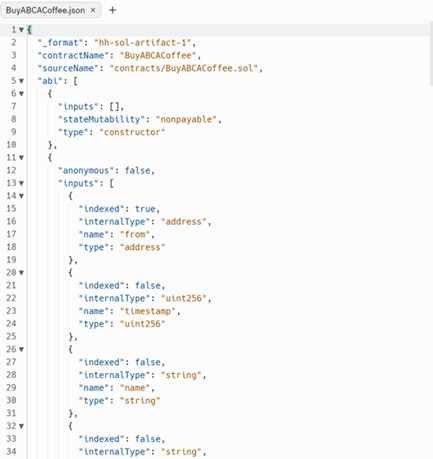 BuyABCACoffee.json × +
1 {
2 "_format": "hh-sol-artifact-1",
3 "contractName": "BuyABCACoffee",
4 "sourceName": "contracts/BuyABCACoffee.sol",
5 "abi": [
6 {
7 "inputs": [],
8 "stateMutability": "nonpayable",
9 "type": "constructor"
10 },
11 {
12 "anonymous": false,
13 "inputs": [
14 {
15 "indexed": true,
16 "internalType": "address",
17 "name": "from",
18 "type": "address"
19 },
20 {
21 "indexed": false,
22 "internalType": "uint256",
23 "name": "timestamp",
24 "type": "uint256"
25 },
26 {
27 "indexed": false,
28 "internalType": "string",
29 "name": "name",
30 "type": "string"
31 },
32 {
33 "indexed": false,
34 "internalType": "string",